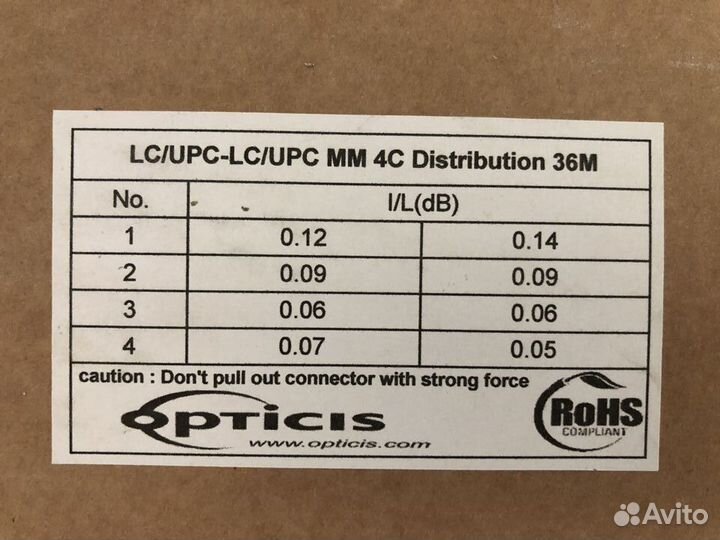 LC/UPC-LC/UPC MM 4C Distribution 36M
No. I/L(dB)
1 0.12 0.14
2 0.09 0.09
3 0.06 0.06
4 0.07 0.05
caution : Don't pull out connector with strong force
OPTICIS
www.opticis.com
RoHS
COMPLIANT
Avito